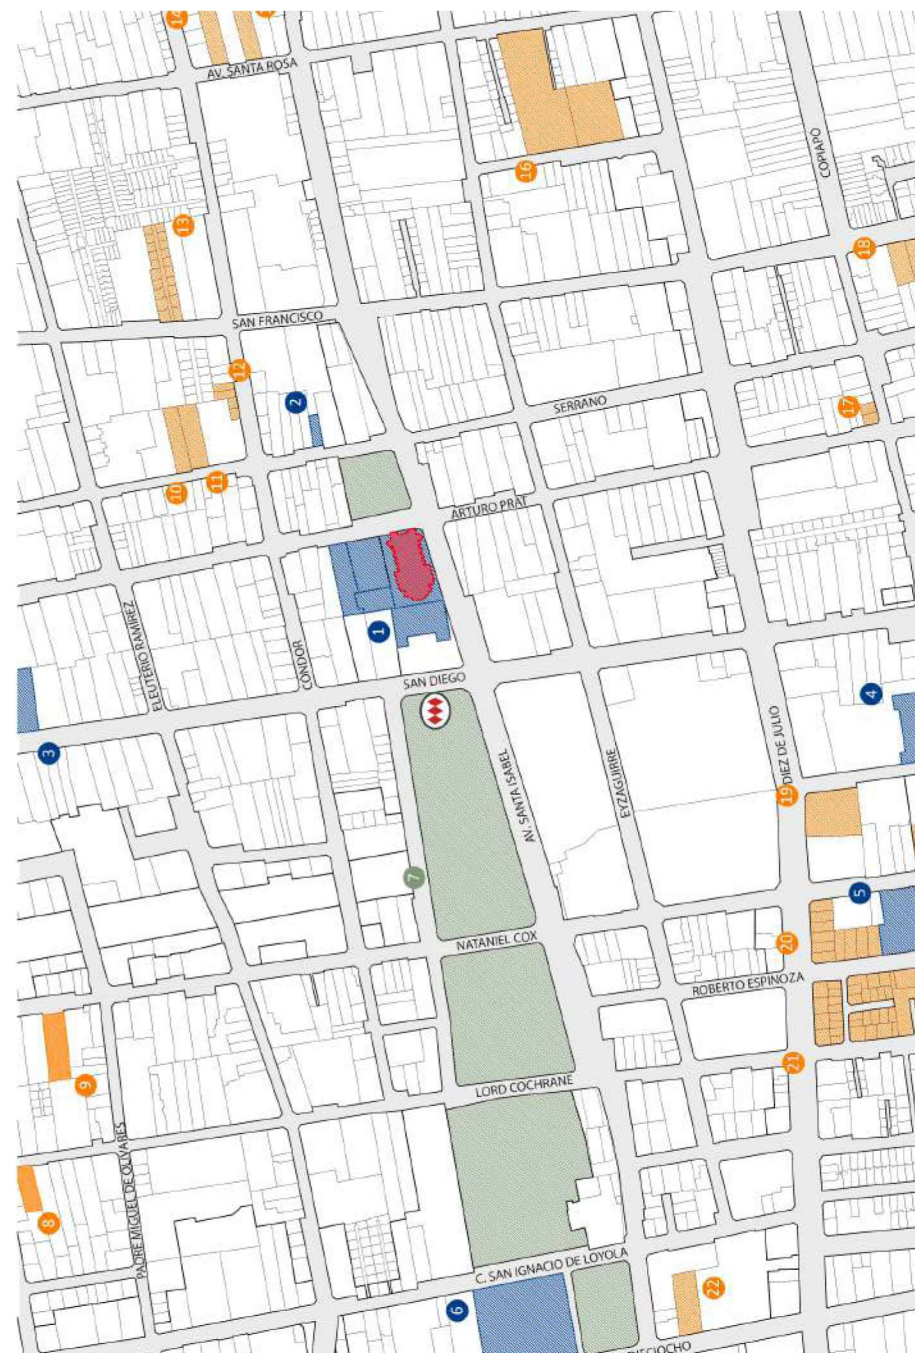 14
AV. SANTA ROSA
COPIAPO
16
13
18
SAN FRANCISCO
12
2
SERRANO
17
10
11
ARTURO PRAT
ELEUTERIO RAMIREZ
CONDOR
1
SAN DIEGO
3
4
AV. SANTA ISABEL
EYZAGUIRRE
DIEZ DE JULIO
19
7
5
NATANIEL COX
20
ROBERTO ESPINOZA
9
21
LORD COCHRANE
PADRE MIGUEL DE OLIVARES
8
C. SAN IGNACIO DE LOYOLA
22
6
DIECIOCHO